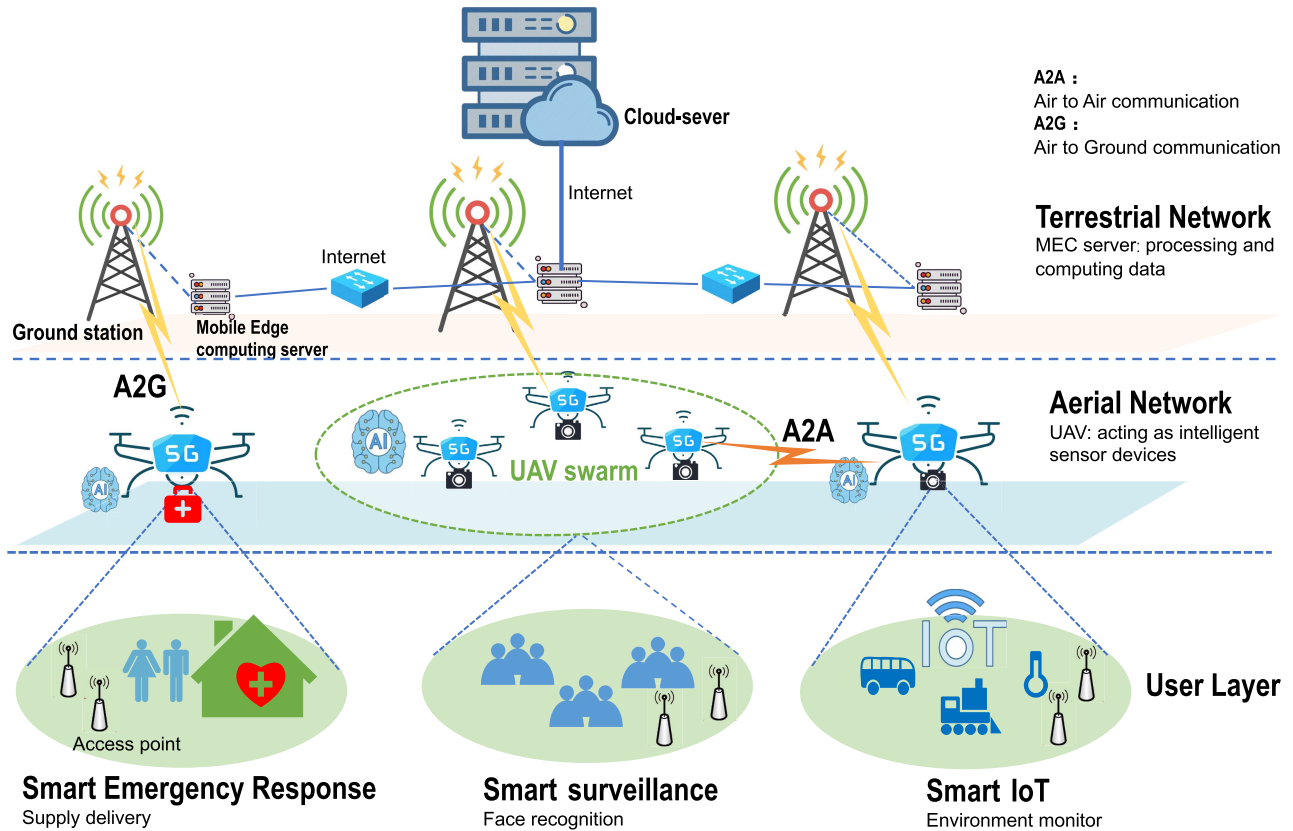 Cloud-sever
A2A :
Air to Air communication
A2G :
Air to Ground communication
Internet
Terrestrial Network
MEC server: processing and
computing data
Internet
Ground station
Mobile Edge
computing server
A2G
5G
AI
AI
5G
5G
5G
UAV swarm
A2A
5G
AI
Aerial Network
UAV: acting as intelligent
sensor devices
IoT
User Layer
Access point
Smart Emergency Response
Supply delivery
Smart surveillance
Face recognition
Smart IoT
Environment monitor